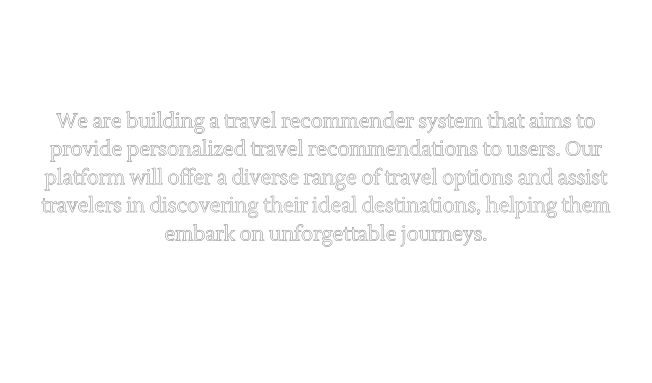 We are building a travel recommender system that aims to
provide personalized travel recommendations to users. Our
platform will offer a diverse range of travel options and assist
travelers in discovering their ideal destinations, helping them
embark on unforgettable journeys.